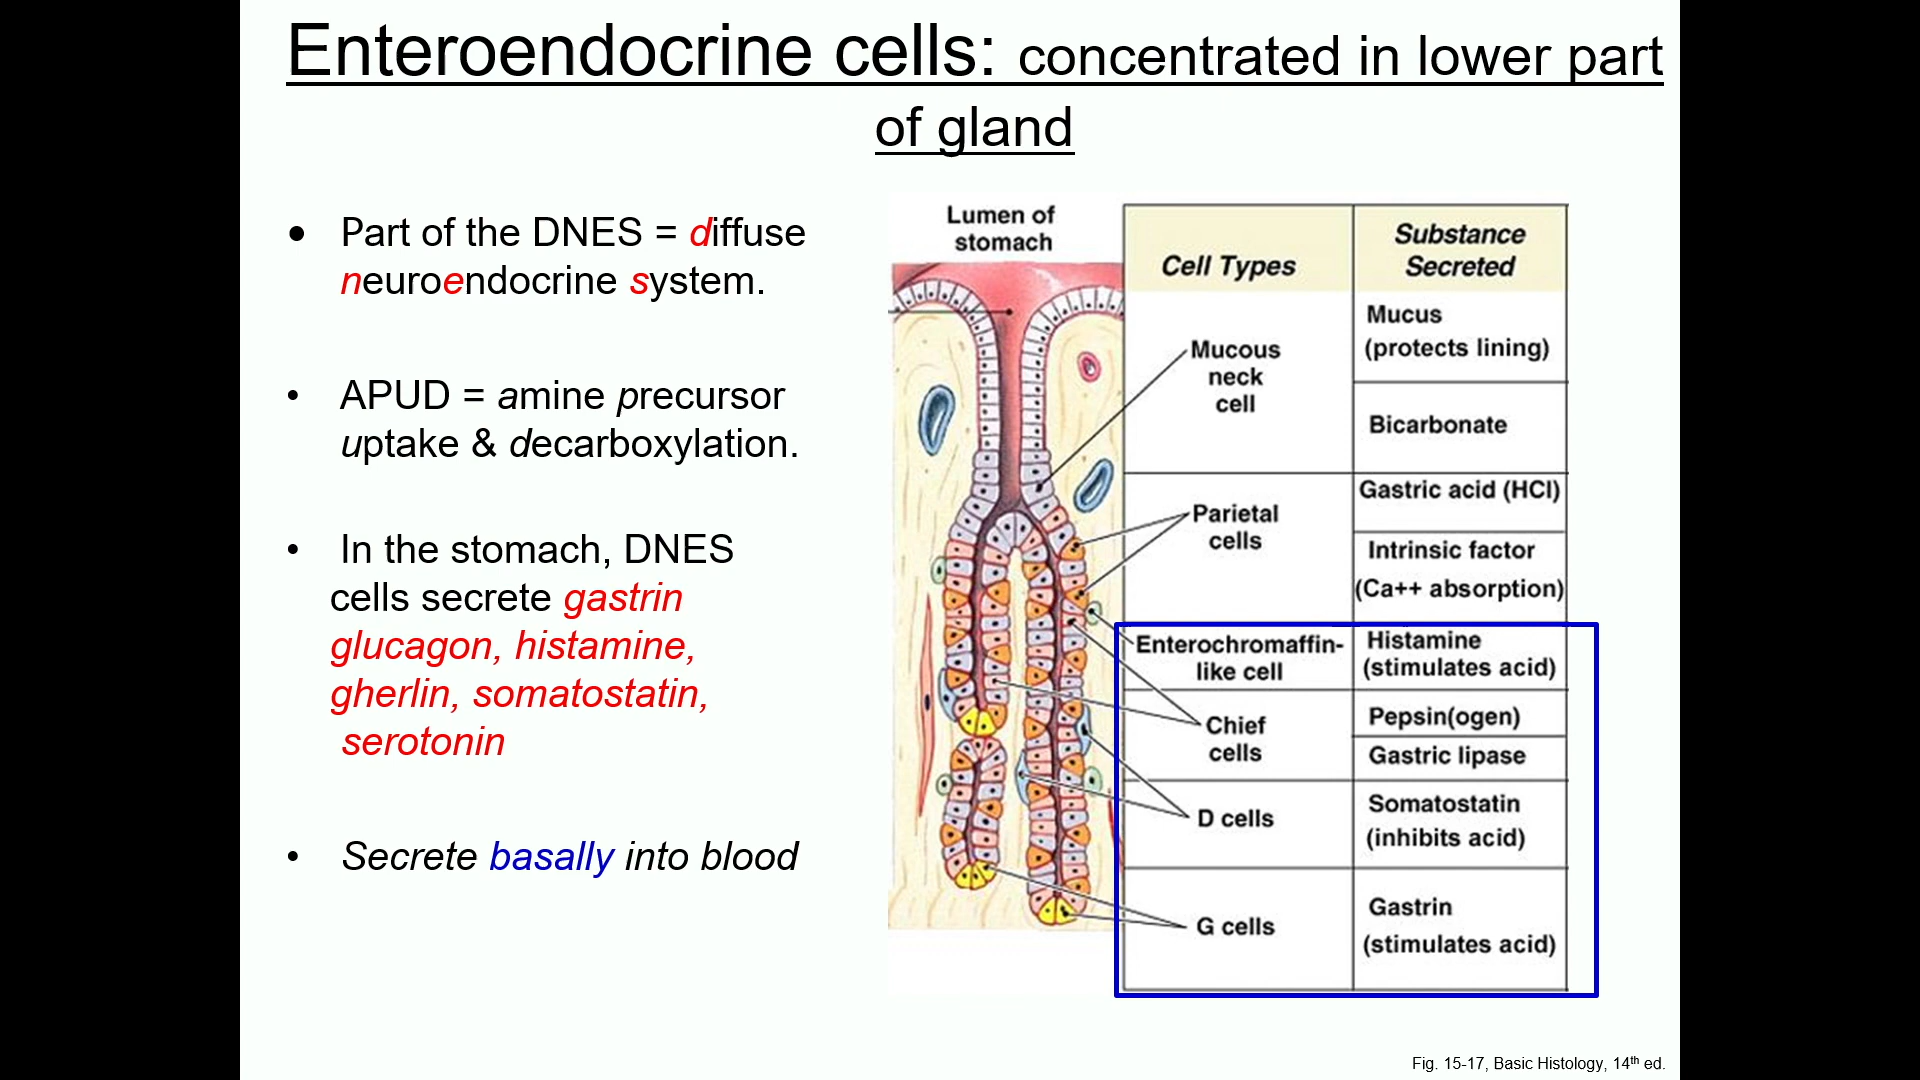 Enteroendocrine cells: concentrated in lower part
of gland
• Part of the DNES = diffuse
neuroendocrine system.
• APUD = amine precursor
uptake & decarboxylation.
• In the stomach, DNES
cells secrete gastrin
glucagon, histamine,
gherlin, somatostatin,
serotonin
• Secrete basally into blood
Lumen of
stomach
Cell Types
Substance
Secreted
Mucous
neck
cell
Mucus
(protects lining)
Bicarbonate
Parietal
cells
Gastric acid (HCl)
Intrinsic factor
(Ca++ absorption)
Enterochromaffin-
like cell
Histamine
(stimulates acid)
Chief
cells
Pepsin(ogen)
Gastric lipase
D cells
Somatostatin
(inhibits acid)
G cells
Gastrin
(stimulates acid)
Fig. 15-17, Basic Histology, 14th ed.